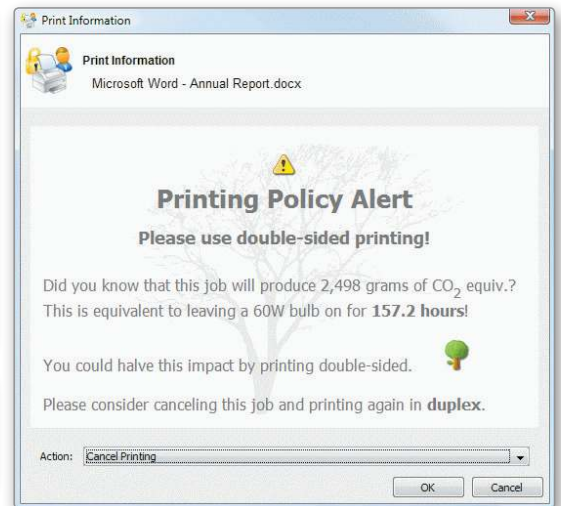 Print Information
Print Information
Microsoft Word - Annual Report.docx
Printing Policy Alert
Please use double-sided printing!
Did you know that this job will produce 2,498 grams of CO2 equiv.?
This is equivalent to leaving a 60W bulb on for 157.2 hours!
You could halve this impact by printing double-sided.
Please consider canceling this job and printing again in duplex.
Action: Cancel Printing
OK Cancel